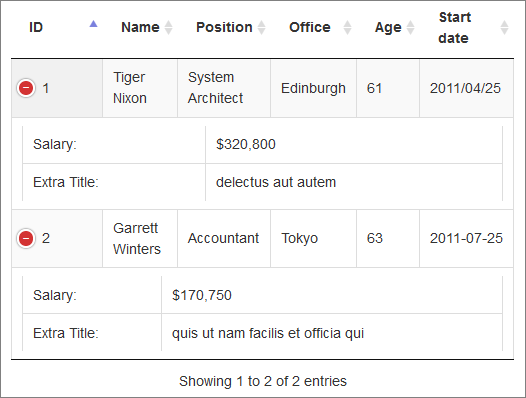 ID Name Position Office Age Start date
1 Tiger Nixon System Architect Edinburgh 61 2011/04/25
Salary: $320,800
Extra Title: delectus aut autem
2 Garrett Winters Accountant Tokyo 63 2011-07-25
Salary: $170,750
Extra Title: quis ut nam facilis et officia qui
Showing 1 to 2 of 2 entries